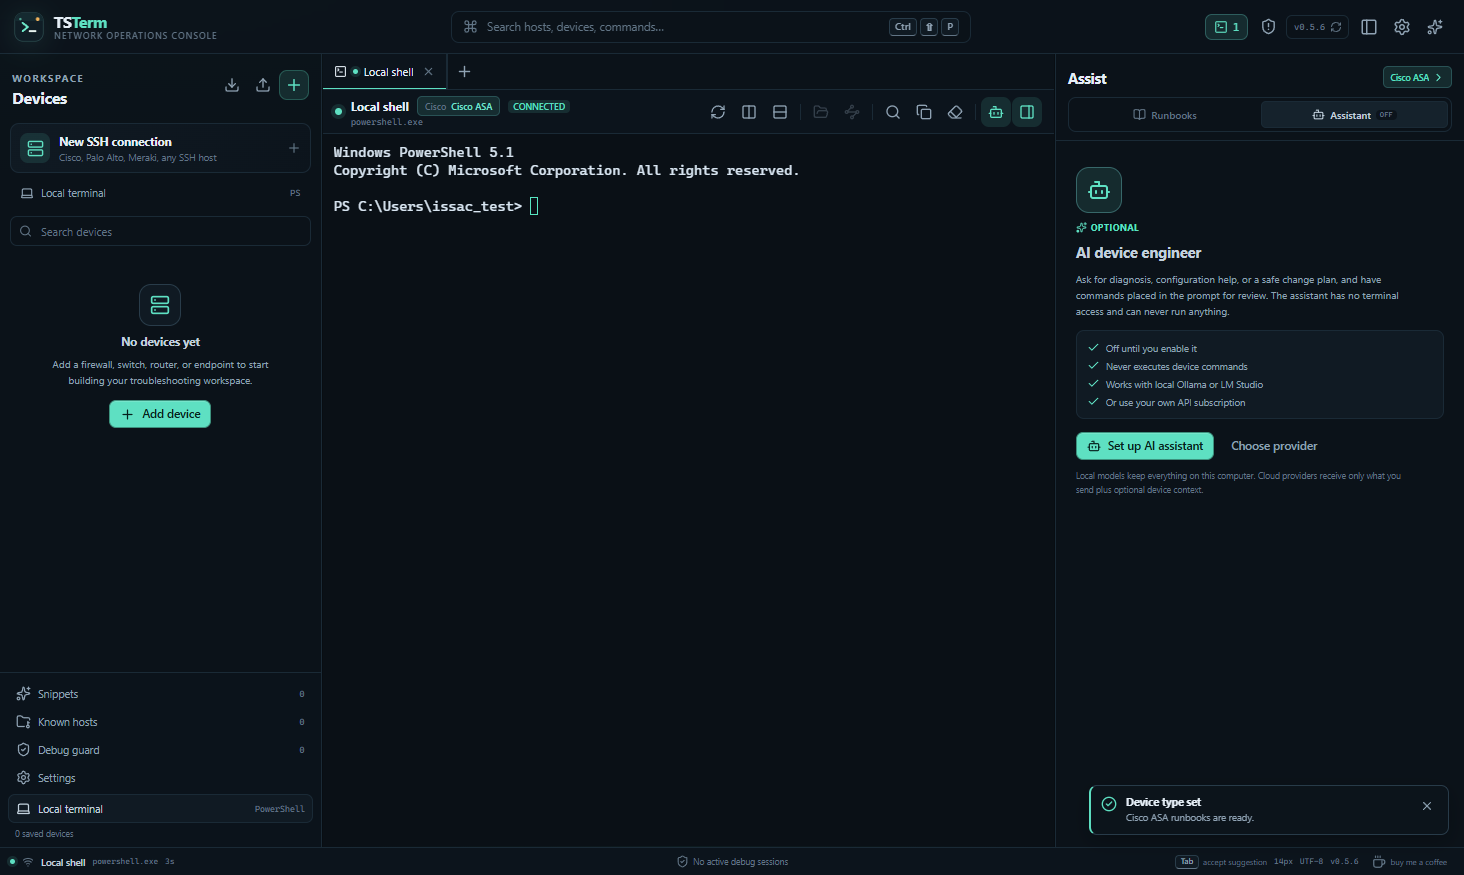 TSTerm
NETWORK OPERATIONS CONSOLE
Search hosts, devices, commands...
Ctrl
P
1
v0.5.6
WORKSPACE
Devices
New SSH connection
Cisco, Palo Alto, Meraki, any SSH host
Local terminal PS
Search devices
No devices yet
Add a firewall, switch, router, or endpoint to start
building your troubleshooting workspace.
Add device
Snippets 0
Known hosts 0
Debug guard 0
Settings
Local terminal PowerShell
0 saved devices
Local shell
Local shell Cisco Cisco ASA CONNECTED
powershell.exe
Windows PowerShell 5.1
Copyright (C) Microsoft Corporation. All rights reserved.
PS C:\Users\issac_test>
Assist
Cisco ASA
Runbooks
Assistant OFF
OPTIONAL
AI device engineer
Ask for diagnosis, configuration help, or a safe change plan, and have
commands placed in the prompt for review. The assistant has no terminal
access and can never run anything.
Off until you enable it
Never executes device commands
Works with local Ollama or LM Studio
Or use your own API subscription
Set up AI assistant
Choose provider
Local models keep everything on this computer. Cloud providers receive only what you
send plus optional device context.
Device type set
Cisco ASA runbooks are ready.
Local shell powershell.exe 3s
No active debug sessions
Tab accept suggestion 14px UTF-8 v0.5.6 buy me a coffee